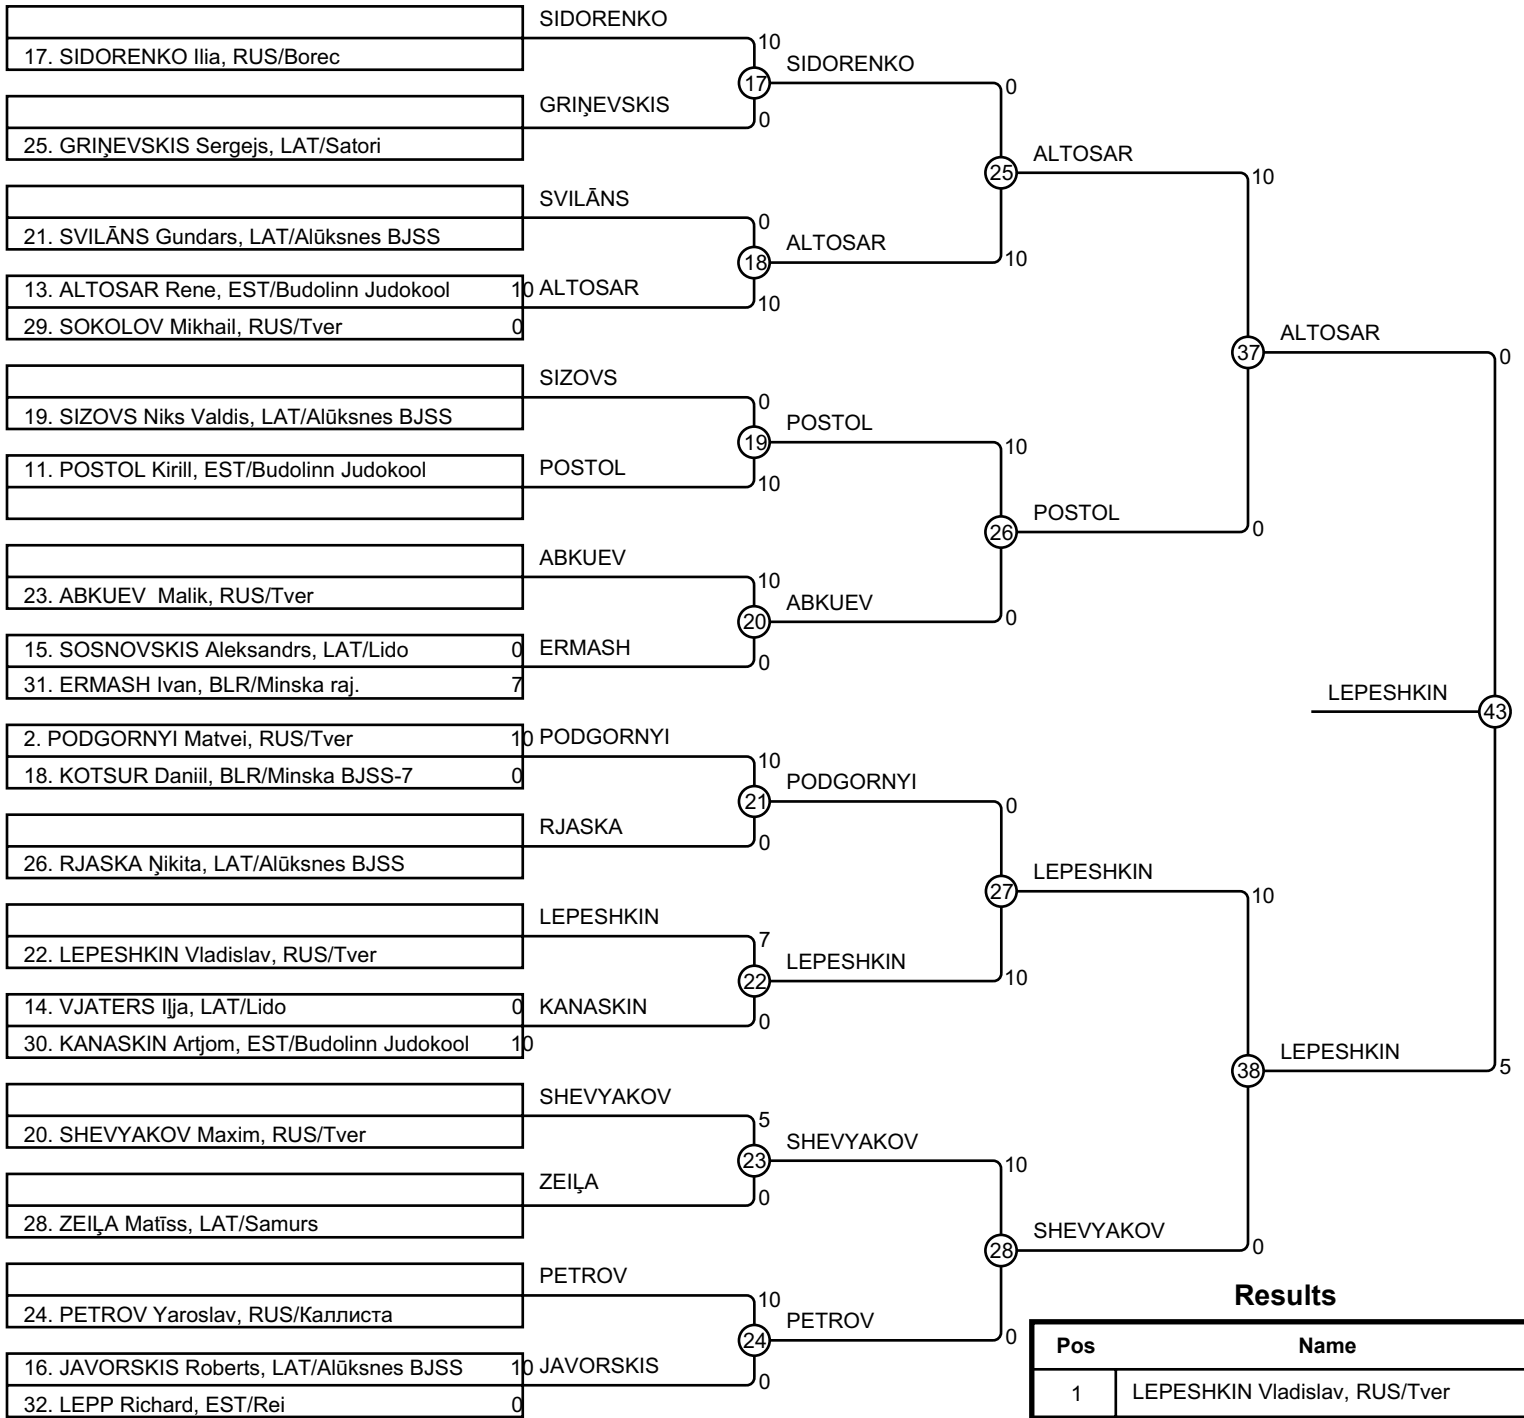 SIDORENKO
17. SIDORENKO Ilia, RUS/Borec
10
17
SIDORENKO
0
GRIŅEVSKIS
0
25. GRIŅEVSKIS Sergejs, LAT/Satori
25
ALTOSAR
10
SVILĀNS
21. SVILĀNS Gundars, LAT/Alūksnes BJSS
0
18
ALTOSAR
10
13. ALTOSAR Rene, EST/Budolinn Judokool 10 ALTOSAR
10
29. SOKOLOV Mikhail, RUS/Tver 0
37
ALTOSAR
0
SIZOVS
19. SIZOVS Niks Valdis, LAT/Alūksnes BJSS
0
19
POSTOL
10
11. POSTOL Kirill, EST/Budolinn Judokool
POSTOL
10
26
POSTOL
0
ABKUEV
23. ABKUEV Malik, RUS/Tver
10
20
ABKUEV
0
15. SOSNOVSKIS Aleksandrs, LAT/Lido 0 ERMASH
0
31. ERMASH Ivan, BLR/Minska raj. 7
LEPESHKIN
43
2. PODGORNYI Matvei, RUS/Tver 10 PODGORNYI
18. KOTSUR Daniil, BLR/Minska BJSS-7 0
10
21
PODGORNYI
0
RJASKA
0
26. RJASKA Ņikita, LAT/Alūksnes BJSS
27
LEPESHKIN
10
LEPESHKIN
22. LEPESHKIN Vladislav, RUS/Tver
7
22
LEPESHKIN
10
14. VJATERS Iļja, LAT/Lido 0 KANASKIN
0
30. KANASKIN Artjom, EST/Budolinn Judokool 10
38
LEPESHKIN
5
SHEVYAKOV
20. SHEVYAKOV Maxim, RUS/Tver
5
23
SHEVYAKOV
10
ZEIĻA
0
28. ZEIĻA Matīss, LAT/Samurs
28
SHEVYAKOV
0
PETROV
24. PETROV Yaroslav, RUS/Каллиста
10
24
PETROV
0
16. JAVORSKIS Roberts, LAT/Alūksnes BJSS 10 JAVORSKIS
0
32. LEPP Richard, EST/Rei 0
Results
Pos Name
1 LEPESHKIN Vladislav, RUS/Tver